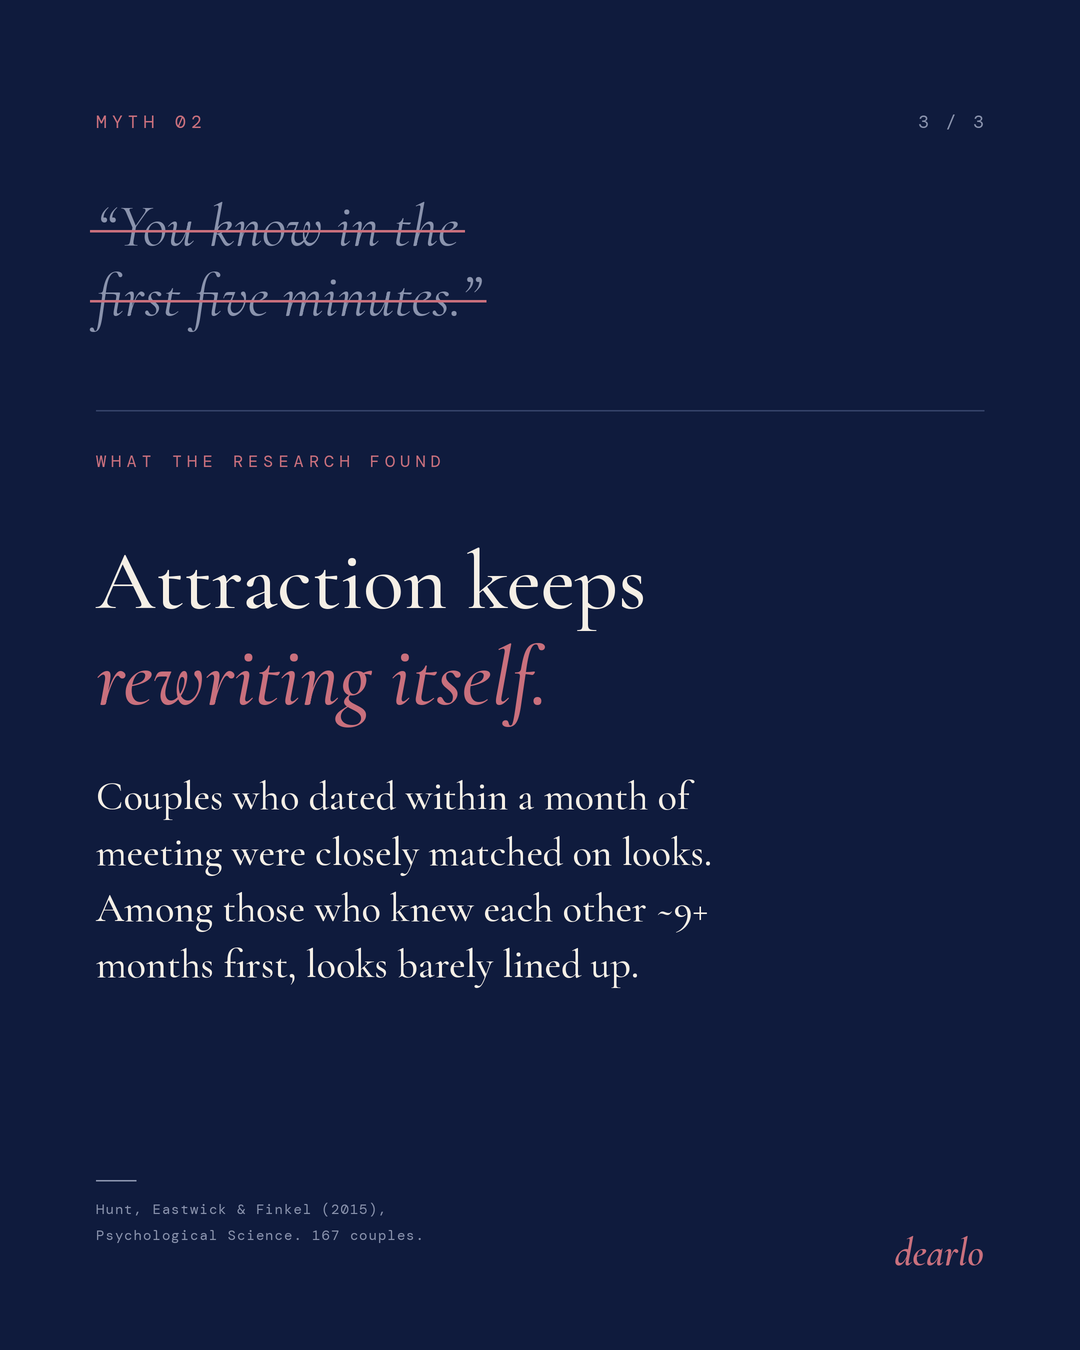 MYTH 02
3 / 3
“You know in the
first five minutes.”
WHAT THE RESEARCH FOUND
Attraction keeps
rewriting itself.
Couples who dated within a month of
meeting were closely matched on looks.
Among those who knew each other ~9+
months first, looks barely lined up.
Hunt, Eastwick & Finkel (2015),
Psychological Science. 167 couples.
dearlo